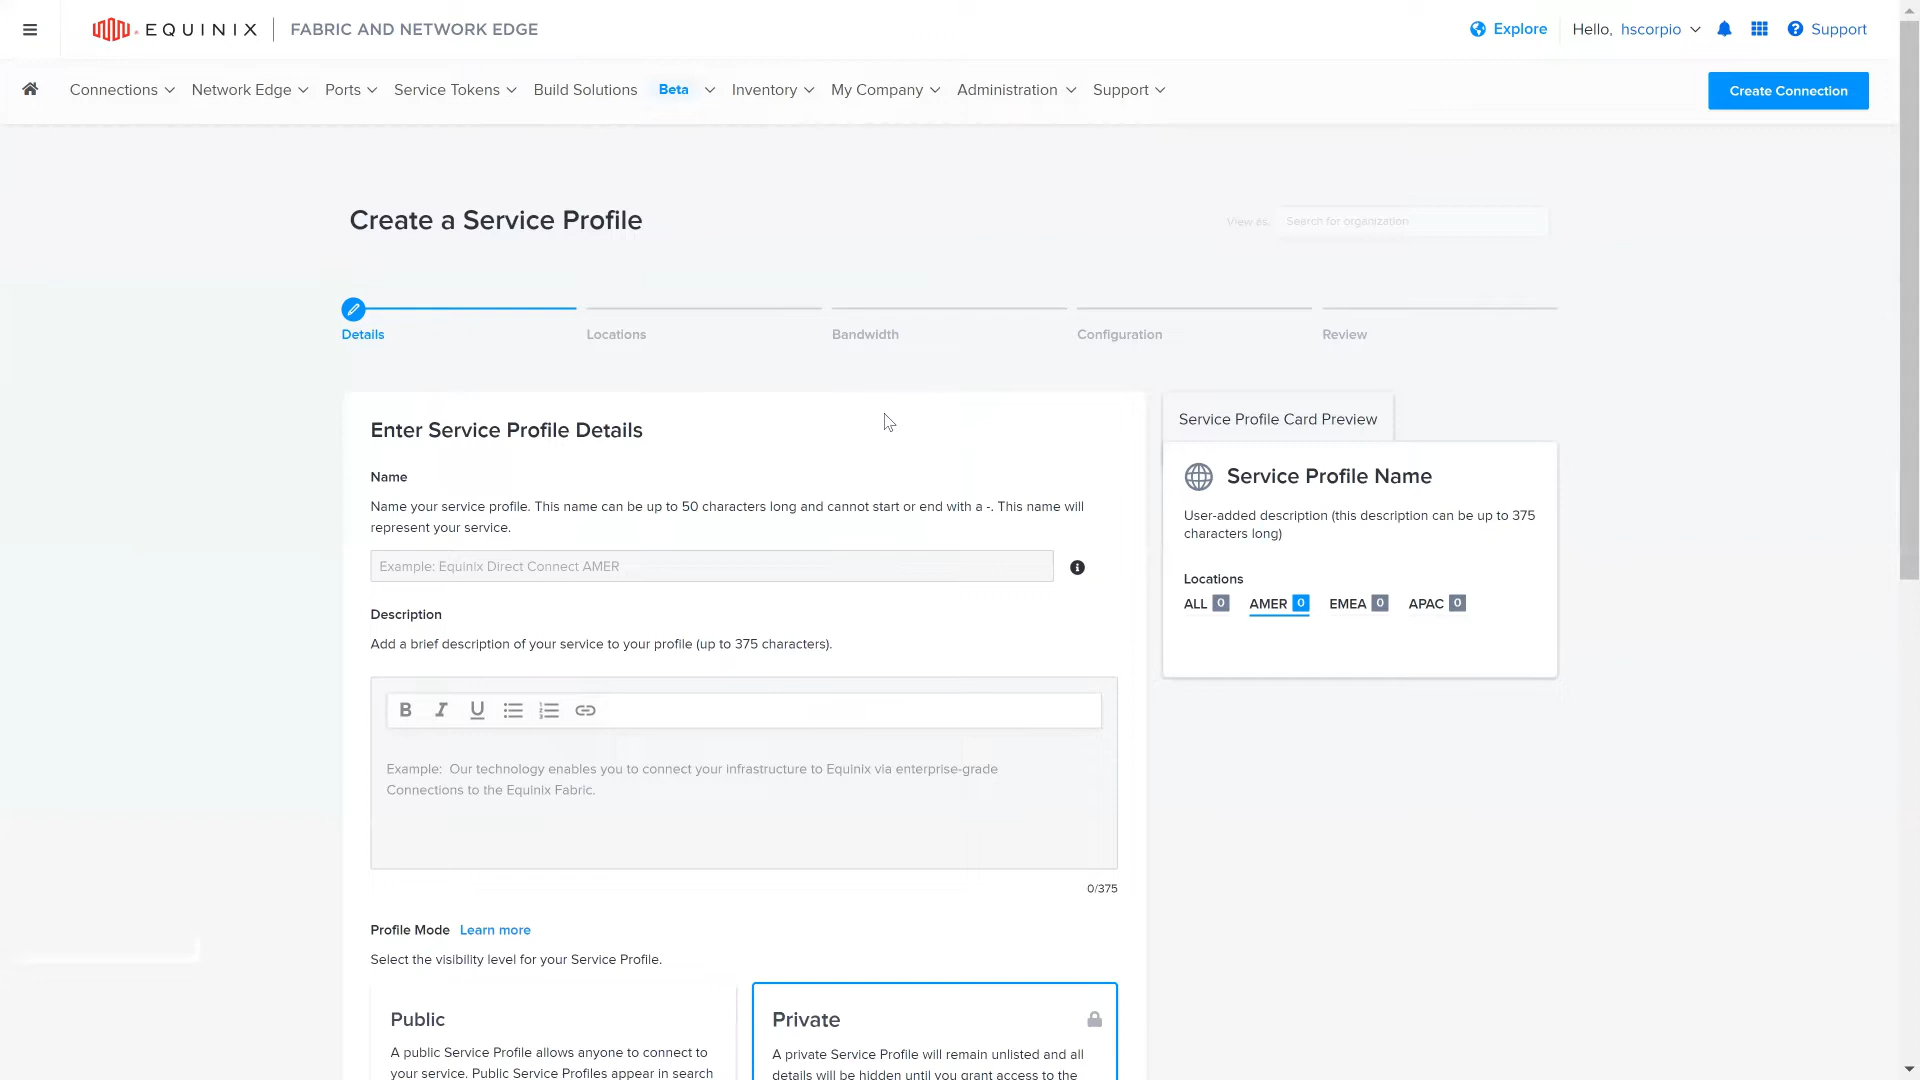 EQUINIX | FABRIC AND NETWORK EDGE
Explore
Hello, hscorpio
Support
Connections
Network Edge
Ports
Service Tokens
Build Solutions
Beta
Inventory
My Company
Administration
Support
Create Connection
Create a Service Profile
View as:
Search for organization
Details
Locations
Bandwidth
Configuration
Review
Enter Service Profile Details
Name
Name your service profile. This name can be up to 50 characters long and cannot start or end with a -. This name will
represent your service.
Example: Equinix Direct Connect AMER
Description
Add a brief description of your service to your profile (up to 375 characters).
B I U
Example:  Our technology enables you to connect your infrastructure to Equinix via enterprise-grade
Connections to the Equinix Fabric.
0/375
Profile Mode Learn more
Select the visibility level for your Service Profile.
Public
A public Service Profile allows anyone to connect to
your service. Public Service Profiles appear in search
Private
A private Service Profile will remain unlisted and all
details will be hidden until you grant access to the
Service Profile Card Preview
Service Profile Name
User-added description (this description can be up to 375
characters long)
Locations
ALL 0 AMER 0 EMEA 0 APAC 0